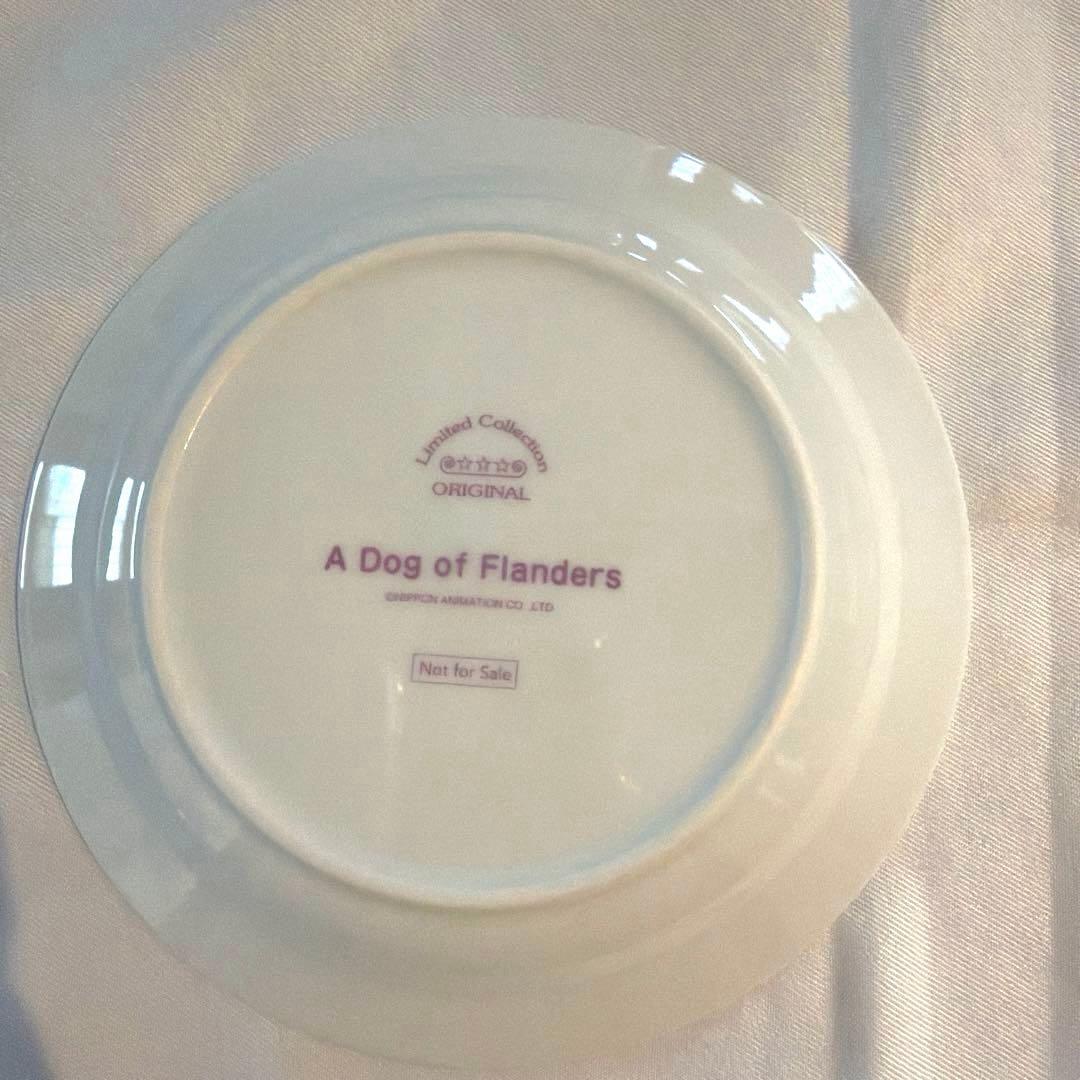 Limited Collection
ORIGINAL
A Dog of Flanders
©NIPPON ANIMATION CO.,LTD
Not for Sale